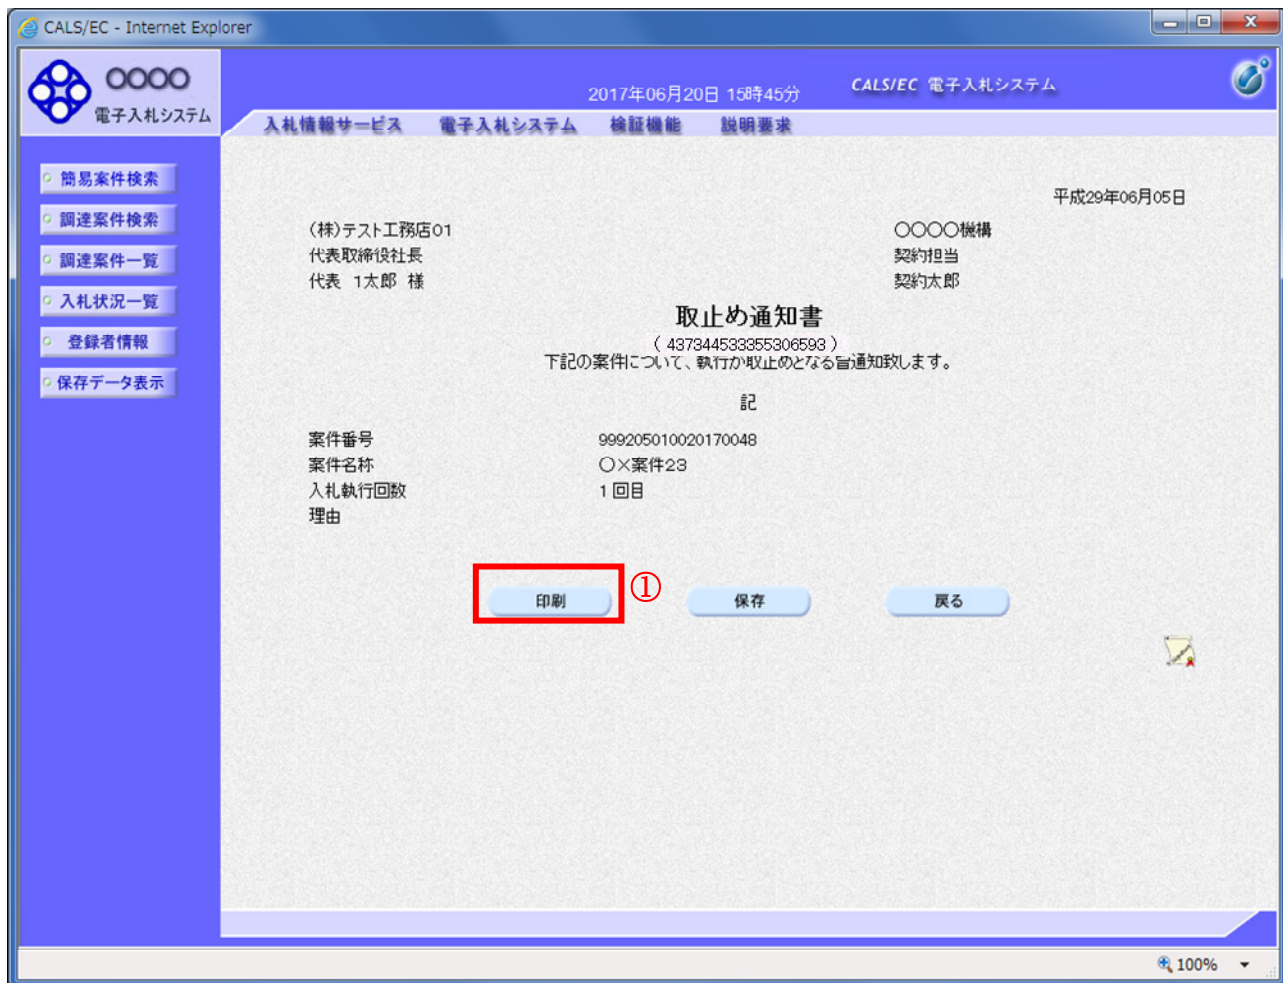 CALS/EC - Internet Explorer
○○○○
電子入札システム
2017年06月20日 15時45分
CALS/EC 電子入札システム
入札情報サービス 電子入札システム 検証機能 説明要求
簡易案件検索
調達案件検索
調達案件一覧
入札状況一覧
登録者情報
保存データ表示
平成29年06月05日
(株)テスト工務店01
代表取締役社長
代表 1太郎 様
○○○○機構
契約担当
契約太郎
取止め通知書
( 437344533355306593 )
下記の案件について、執行が取止めとなる旨通知致します。
記
案件番号 999205010020170048
案件名称 ○×案件23
入札執行回数 1回目
理由
印刷 ① 保存 戻る
100%